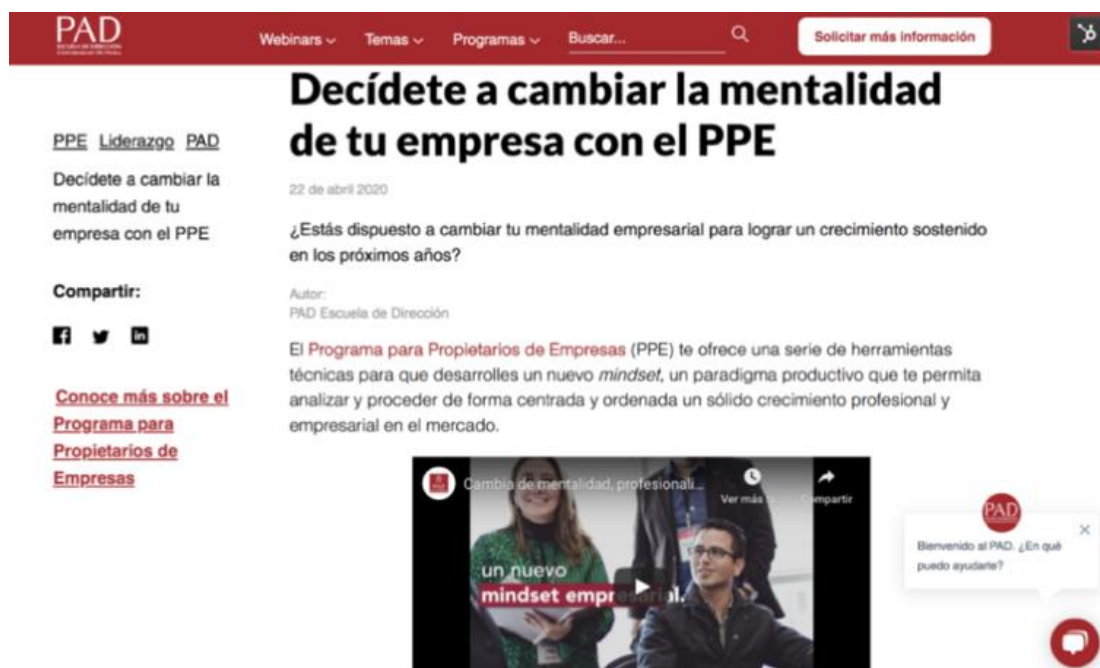 PAD
ESCUELA DE DIRECCIÓN
Webinars
Temas
Programas
Buscar...
Solicitar más información
PPE Liderazgo PAD
Decídete a cambiar la
mentalidad de tu
empresa con el PPE
Compartir:
Conoce más sobre el
Programa para
Propietarios de
Empresas
Decídete a cambiar la mentalidad
de tu empresa con el PPE
22 de abril 2020
¿Estás dispuesto a cambiar tu mentalidad empresarial para lograr un crecimiento sostenido
en los próximos años?
Autor:
PAD Escuela de Dirección
El Programa para Propietarios de Empresas (PPE) te ofrece una serie de herramientas
técnicas para que desarrolles un nuevo mindset, un paradigma productivo que te permita
analizar y proceder de forma centrada y ordenada un sólido crecimiento profesional y
empresarial en el mercado.
Cambia de mentalidad, profesionali...
Ver más
Compartir
un nuevo
mindset empresarial.
PAD
Bienvenido al PAD. ¿En qué
puedo ayudarte?